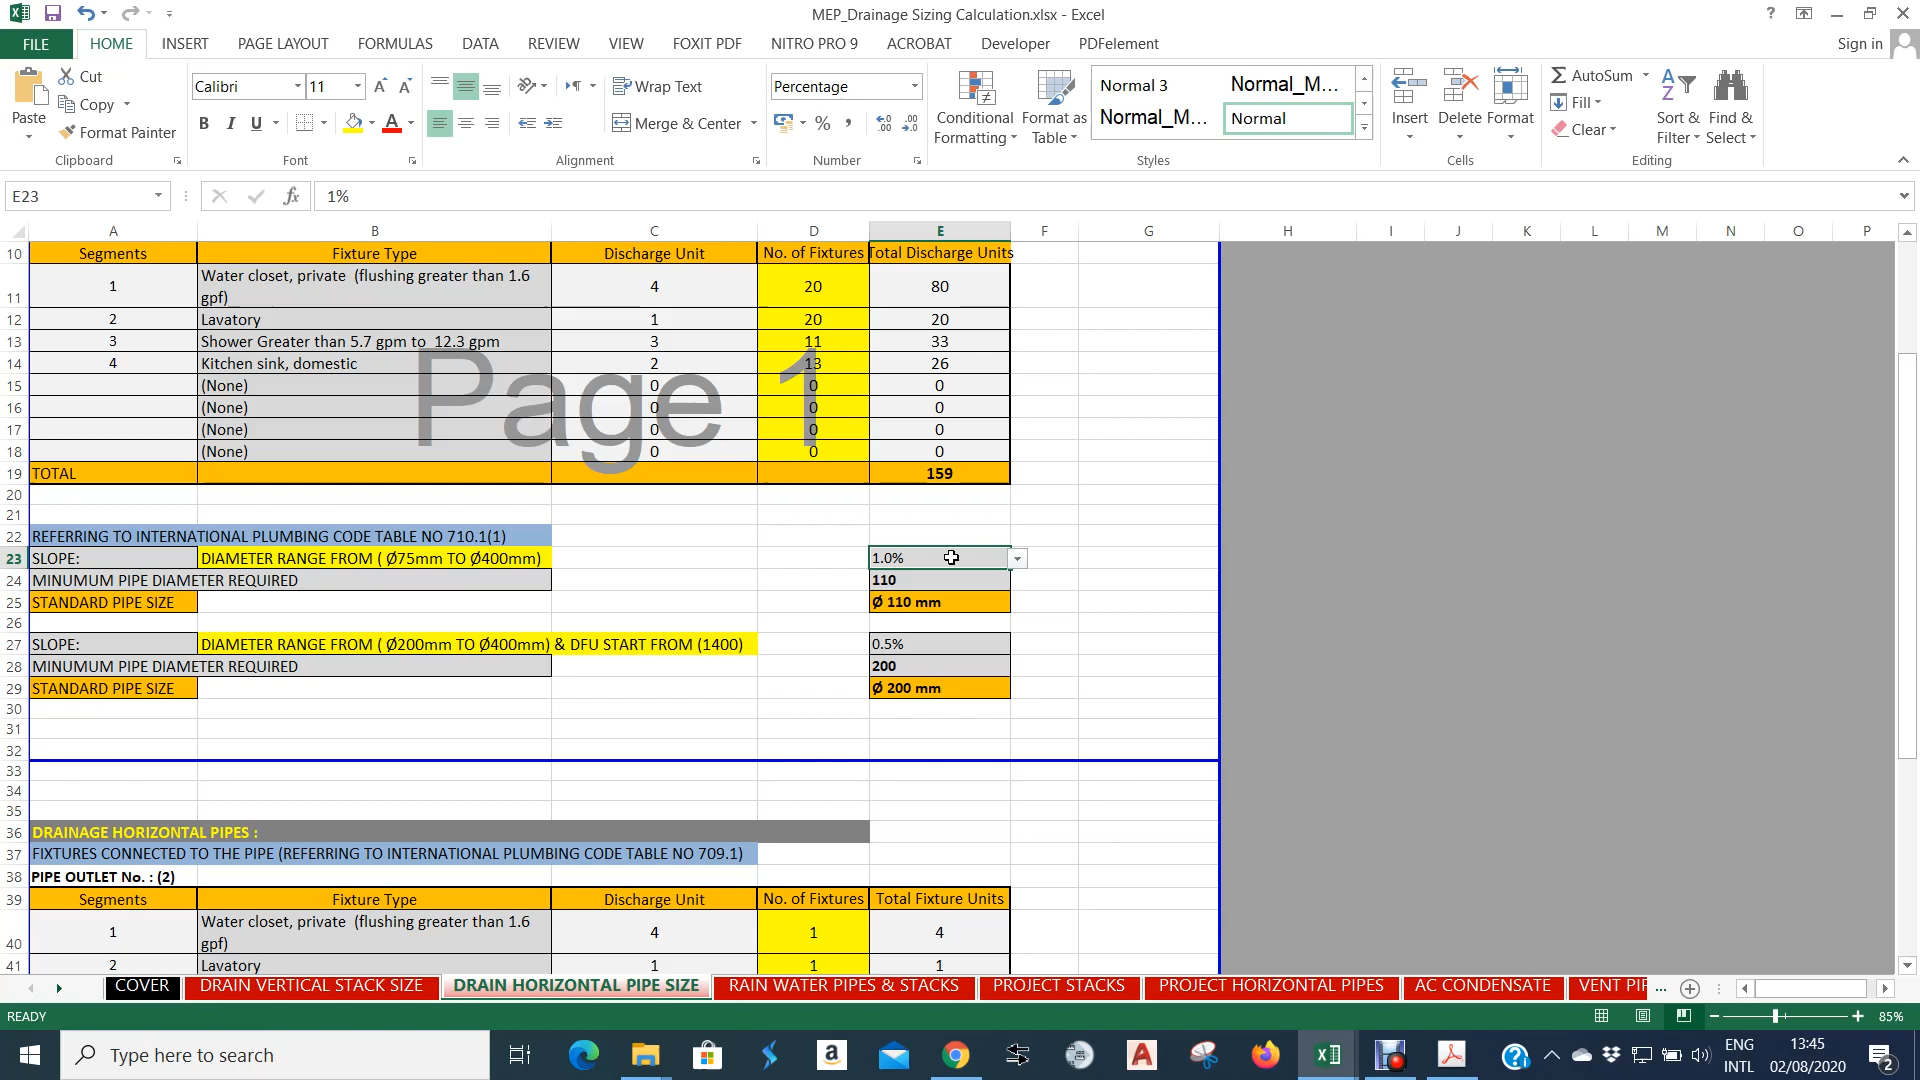 MEP_Drainage Sizing Calculation.xlsx - Excel
FILE HOME INSERT PAGE LAYOUT FORMULAS DATA REVIEW VIEW FOXIT PDF NITRO PRO 9 ACROBAT Developer PDFelement Sign in
Paste Cut Copy Format Painter
Calibri 11
B I U A
Wrap Text
Merge & Center
Percentage
Conditional Formatting
Format as Table
Normal 3 Normal_M...
Normal_M... Normal
Insert Delete Format
AutoSum
Fill
Clear
Sort & Filter
Find & Select
Clipboard Font Alignment Number Styles Cells Editing
E23 fx 1%
A B C D E F G H I J K L M N O P
10 Segments Fixture Type Discharge Unit No. of Fixtures Total Discharge Units
11 1 Water closet, private (flushing greater than 1.6 gpf) 4 20 80
12 2 Lavatory 1 20 20
13 3 Shower Greater than 5.7 gpm to 12.3 gpm 3 11 33
14 4 Kitchen sink, domestic 2 13 26
15 (None) 0 0 0
16 (None) 0 0 0
17 (None) 0 0 0
18 (None) 0 0 0
Page 1
19 TOTAL 159
20
21
22 REFERRING TO INTERNATIONAL PLUMBING CODE TABLE NO 710.1(1)
23 SLOPE: DIAMETER RANGE FROM ( Ø75mm TO Ø400mm) 1.0%
24 MINUMUM PIPE DIAMETER REQUIRED 110
25 STANDARD PIPE SIZE Ø 110 mm
26
27 SLOPE: DIAMETER RANGE FROM ( Ø200mm TO Ø400mm) & DFU START FROM (1400) 0.5%
28 MINUMUM PIPE DIAMETER REQUIRED 200
29 STANDARD PIPE SIZE Ø 200 mm
30
31
32
33
34
35
36 DRAINAGE HORIZONTAL PIPES :
37 FIXTURES CONNECTED TO THE PIPE (REFERRING TO INTERNATIONAL PLUMBING CODE TABLE NO 709.1)
38 PIPE OUTLET No. : (2)
39 Segments Fixture Type Discharge Unit No. of Fixtures Total Fixture Units
40 1 Water closet, private (flushing greater than 1.6 gpf) 4 1 4
41 2 Lavatory 1 1 1
COVER DRAIN VERTICAL STACK SIZE DRAIN HORIZONTAL PIPE SIZE RAIN WATER PIPES & STACKS PROJECT STACKS PROJECT HORIZONTAL PIPES AC CONDENSATE VENT PIP ...
READY 85%
Type here to search
ENG INTL
13:45
02/08/2020
2